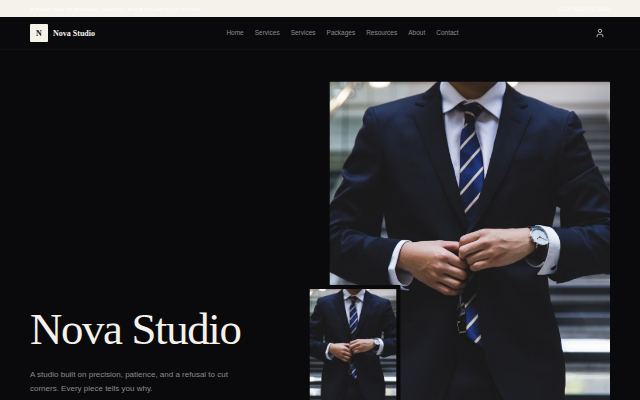 N Nova Studio
Home Services Services Packages Resources About Contact
Nova Studio
A studio built on precision, patience, and a refusal to cut
corners. Every piece tells you why.